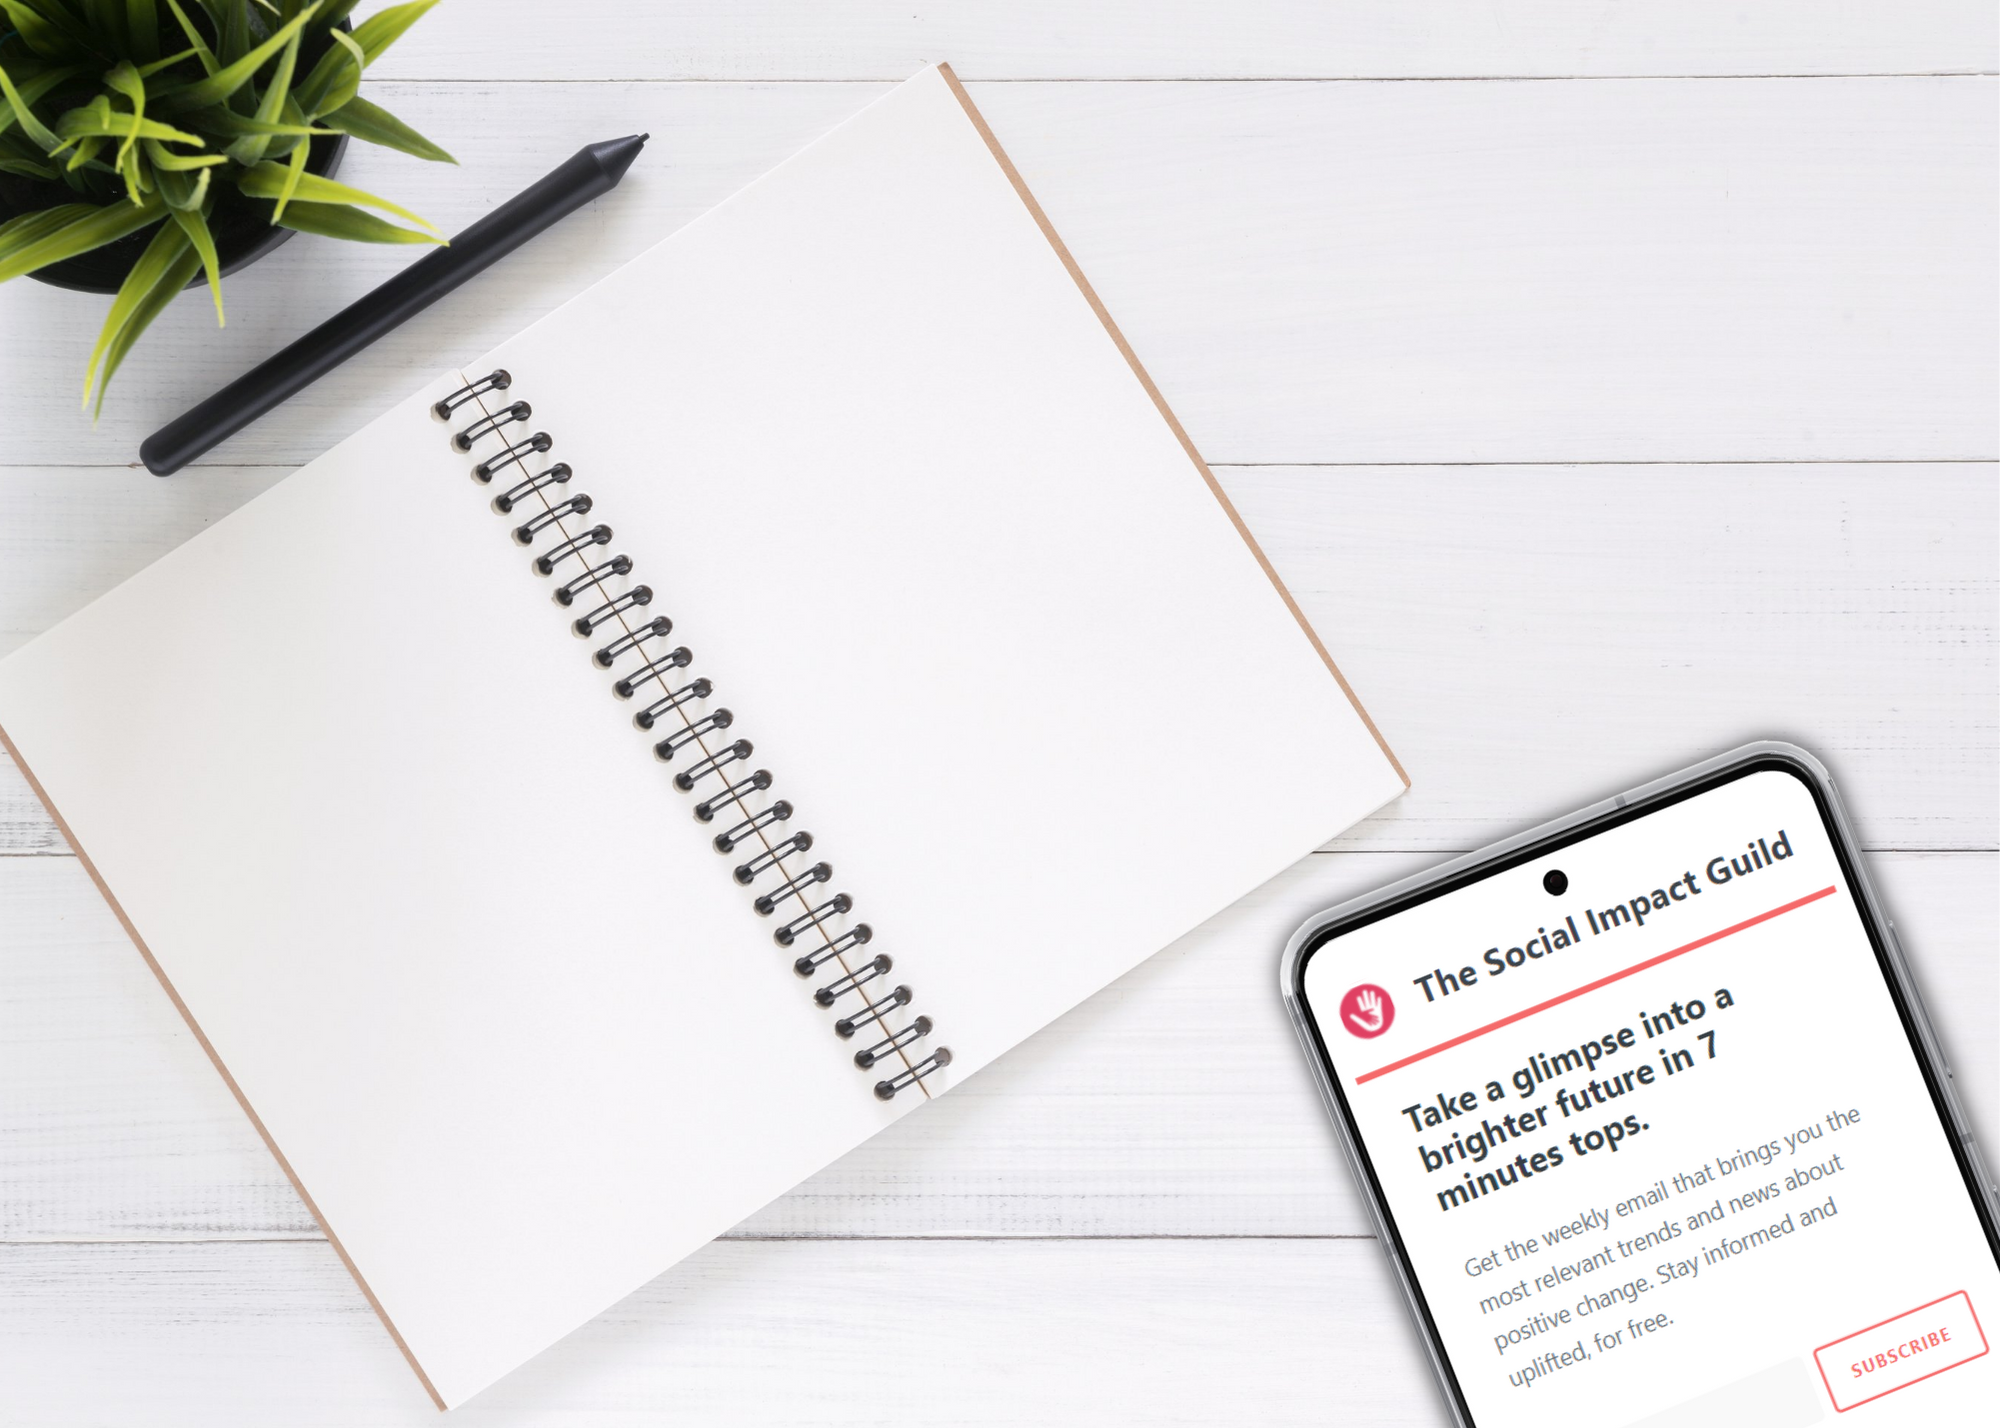 The Social Impact Guild
Take a glimpse into a
brighter future in 7
minutes tops.
Get the weekly email that brings you the
most relevant trends and news about
positive change. Stay informed and
uplifted, for free.
SUBSCRIBE